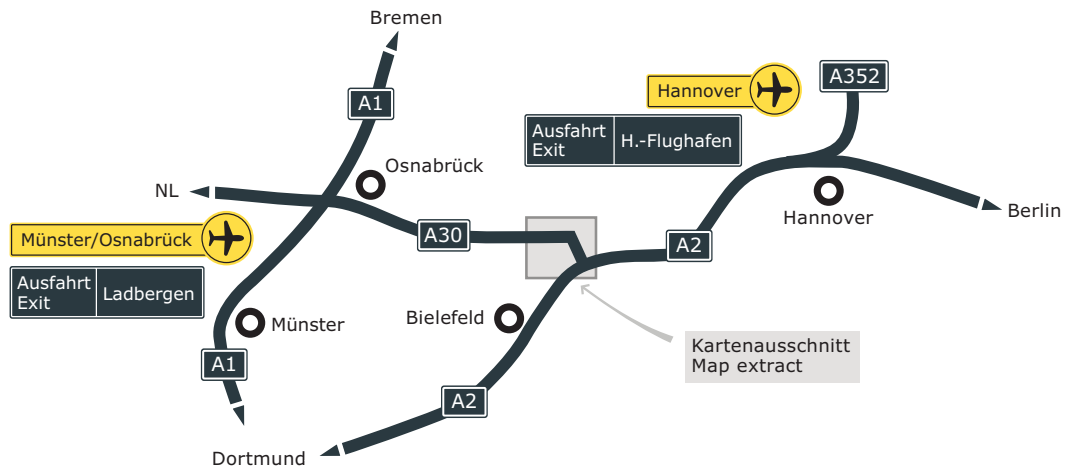 Bremen
A352
Hannover
A1
Ausfahrt
Exit
H.-Flughafen
Osnabrück
NL
Hannover
Berlin
Münster/Osnabrück
A30
A2
Ausfahrt
Exit
Ladbergen
Bielefeld
Münster
Kartenausschnitt
Map extract
A1
A2
Dortmund